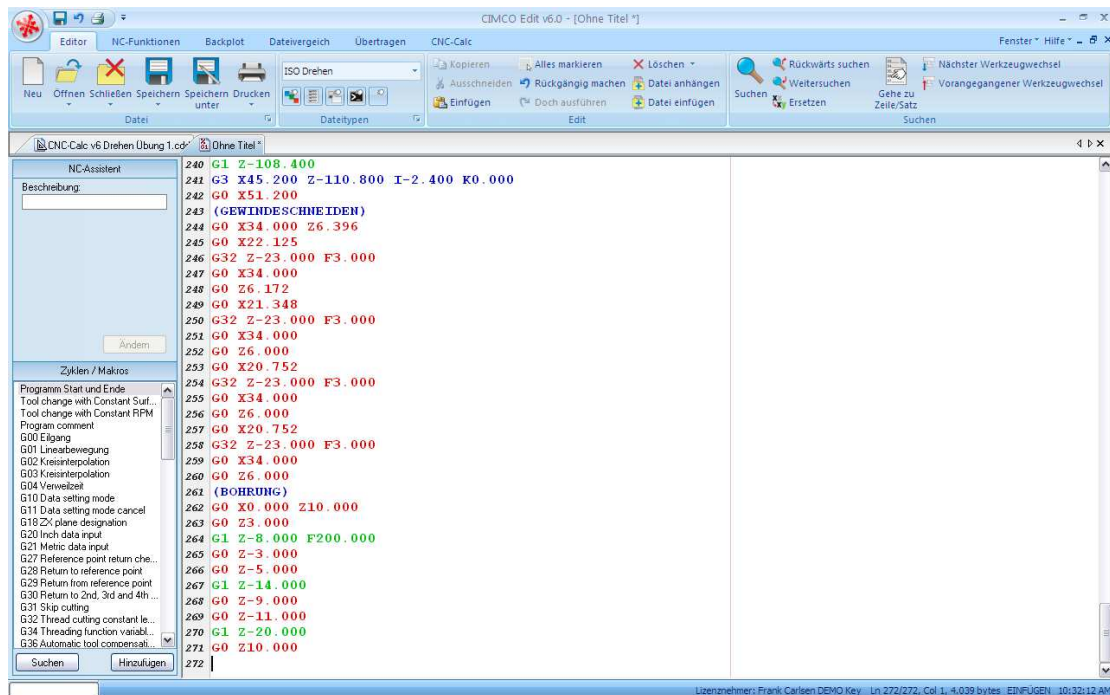 CIMCO Edit v6.0 - [Ohne Titel *]
Editor NC-Funktionen Backplot Dateivergeich Übertragen CNC-Calc Fenster Hilfe
Neu Öffnen Schließen Speichern Speichern unter Drucken
Datei
ISO Drehen
Dateitypen
Kopieren
Ausschneiden
Einfügen
Alles markieren
Rückgängig machen
Doch ausführen
Löschen
Datei anhängen
Datei einfügen
Edit
Suchen
Rückwärts suchen
Weitersuchen
Ersetzen
Gehe zu Zeile/Satz
Nächster Werkzeugwechsel
Vorangegangener Werkzeugwechsel
Suchen
CNC-Calc v6 Drehen Übung 1.cdd Ohne Titel *
NC-Assistent
Beschreibung:
Ändern
Zyklen / Makros
Programm Start und Ende
Tool change with Constant Surf...
Tool change with Constant RPM
Program comment
G00 Eilgang
G01 Linearbewegung
G02 Kreisinterpolation
G03 Kreisinterpolation
G04 Verweilzeit
G10 Data setting mode
G11 Data setting mode cancel
G18 ZX plane designation
G20 Inch data input
G21 Metric data input
G27 Reference point return che...
G28 Return to reference point
G29 Return from reference point
G30 Return to 2nd, 3rd and 4th ...
G31 Skip cutting
G32 Thread cutting constant le...
G34 Threading function variabl...
G36 Automatic tool compensati...
Suchen Hinzufügen
240 G1 Z-108.400
241 G3 X45.200 Z-110.800 I-2.400 K0.000
242 G0 X51.200
243 (GEWINDESCHNEIDEN)
244 G0 X34.000 Z6.396
245 G0 X22.125
246 G32 Z-23.000 F3.000
247 G0 X34.000
248 G0 Z6.172
249 G0 X21.348
250 G32 Z-23.000 F3.000
251 G0 X34.000
252 G0 Z6.000
253 G0 X20.752
254 G32 Z-23.000 F3.000
255 G0 X34.000
256 G0 Z6.000
257 G0 X20.752
258 G32 Z-23.000 F3.000
259 G0 X34.000
260 G0 Z6.000
261 (BOHRUNG)
262 G0 X0.000 Z10.000
263 G0 Z3.000
264 G1 Z-8.000 F200.000
265 G0 Z-3.000
266 G0 Z-5.000
267 G1 Z-14.000
268 G0 Z-9.000
269 G0 Z-11.000
270 G1 Z-20.000
271 G0 Z10.000
272
Lizenznehmer: Frank Carlsen DEMO Key Ln 272/272, Col 1, 4.039 bytes EINFÜGEN 10:32:12 AM